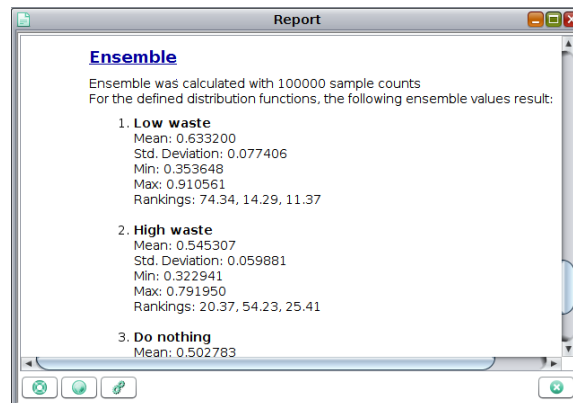 Report
Ensemble
Ensemble was calculated with 100000 sample counts
For the defined distribution functions, the following ensemble values result:
1. Low waste
Mean: 0.633200
Std. Deviation: 0.077406
Min: 0.353648
Max: 0.910561
Rankings: 74.34, 14.29, 11.37
2. High waste
Mean: 0.545307
Std. Deviation: 0.059881
Min: 0.322941
Max: 0.791950
Rankings: 20.37, 54.23, 25.41
3. Do nothing
Mean: 0.502783